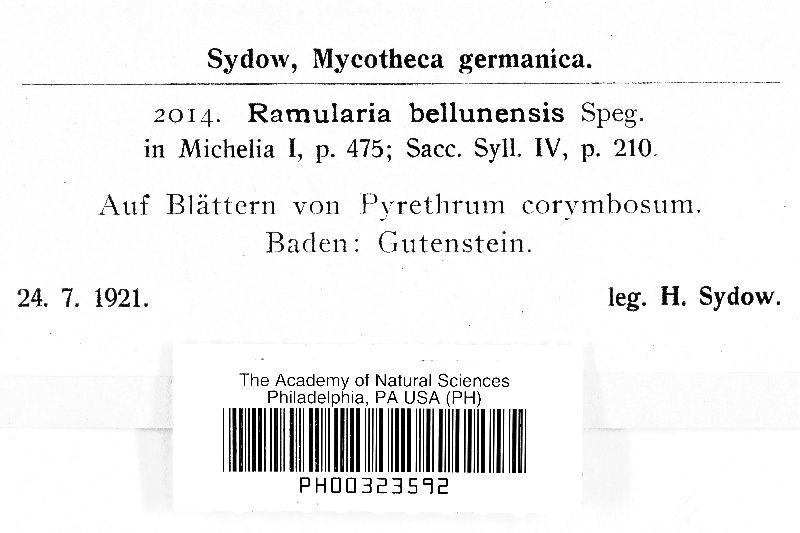 Sydow, Mycotheca germanica.
2014. Ramularia bellunensis Speg.
in Michelia I, p. 475; Sacc. Syll. IV, p. 210.
Auf Blättern von Pyrethrum corymbosum.
Baden: Gutenstein.
24. 7. 1921. leg. H. Sydow.
The Academy of Natural Sciences
Philadelphia, PA USA (PH)
PH00323592